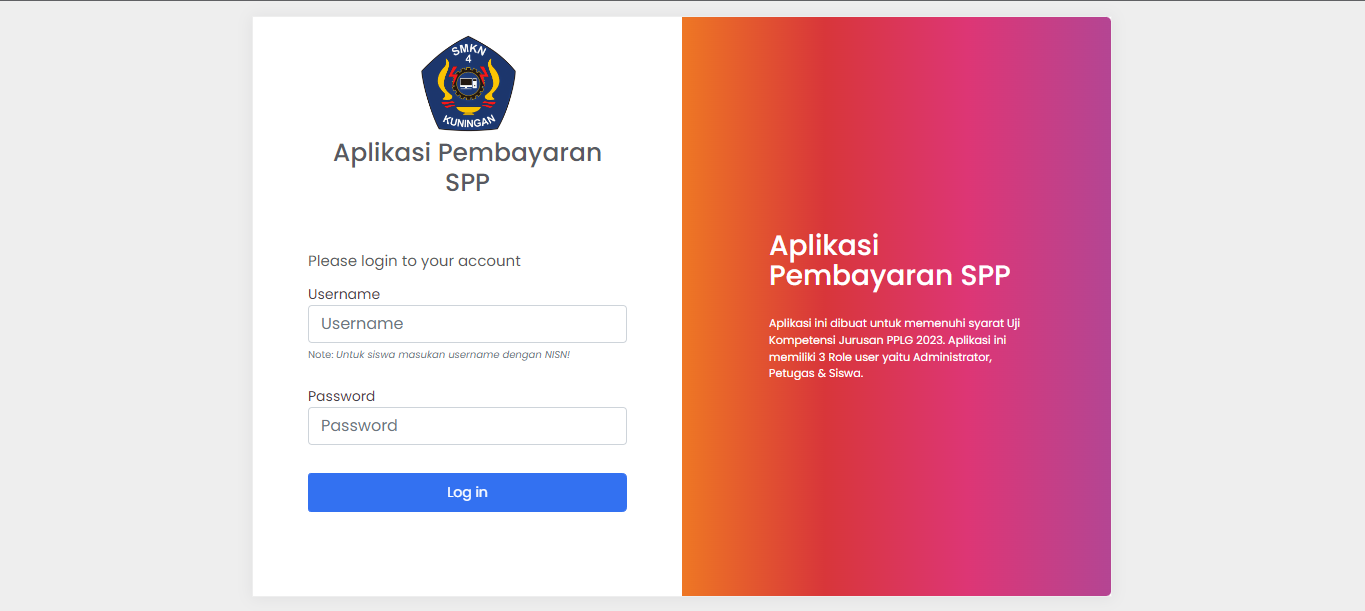 SMKN
4
KUNINGAN
Aplikasi Pembayaran
SPP
Please login to your account
Username
Username
Note: Untuk siswa masukan username dengan NISN!
Password
Password
Log in
Aplikasi
Pembayaran SPP
Aplikasi ini dibuat untuk memenuhi syarat Uji
Kompetensi Jurusan PPLG 2023. Aplikasi ini
memiliki 3 Role user yaitu Administrator,
Petugas & Siswa.